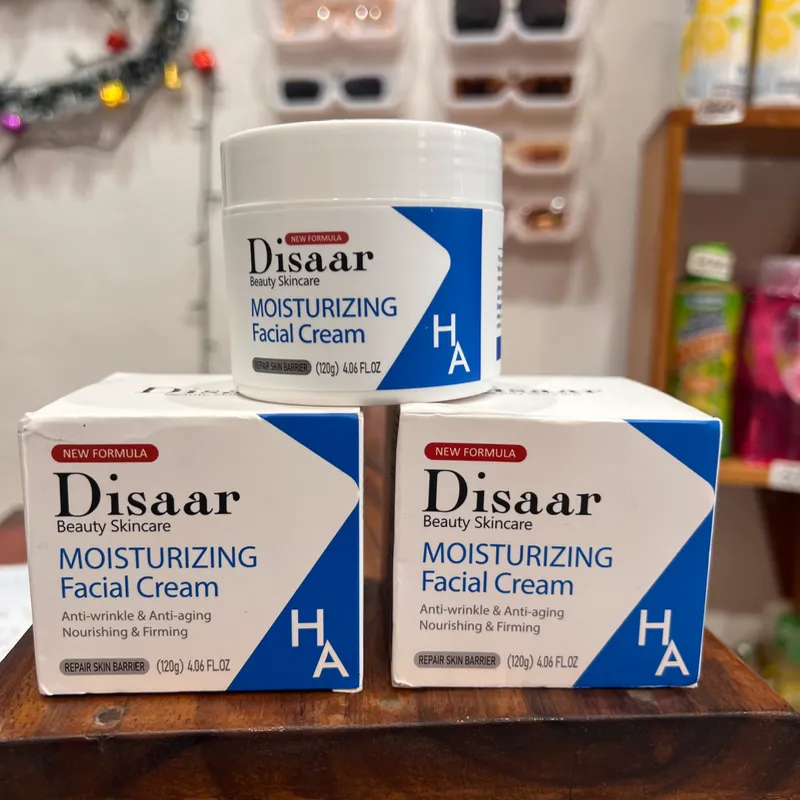 NEW FORMULA
Disaar
Beauty Skincare
MOISTURIZING
Facial Cream
REPAIR SKIN BARRIER (120g) 4.06 FL.OZ
H
A
NEW FORMULA
Disaar
Beauty Skincare
MOISTURIZING
Facial Cream
Anti-wrinkle & Anti-aging
Nourishing & Firming
REPAIR SKIN BARRIER (120g) 4.06 FL.OZ
H
A
NEW FORMULA
Disaar
Beauty Skincare
MOISTURIZING
Facial Cream
Anti-wrinkle & Anti-aging
Nourishing & Firming
REPAIR SKIN BARRIER (120g) 4.06 FL.OZ
H
A